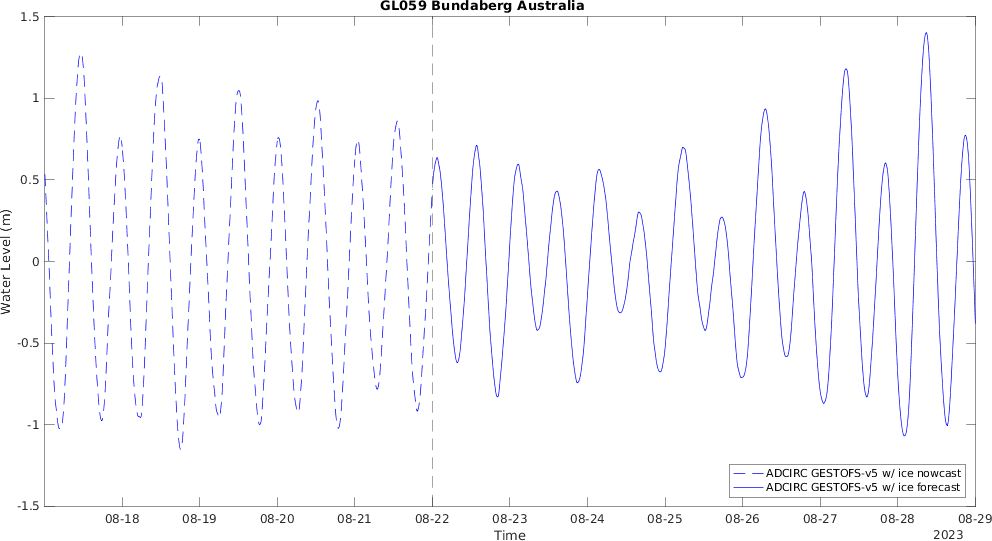 GL059 Bundaberg Australia
1.5
1
0.5
0
-0.5
-1
-1.5
Water Level (m)
ADCIRC GESTOFS-v5 w/ ice nowcast
ADCIRC GESTOFS-v5 w/ ice forecast
08-18 08-19 08-20 08-21 08-22 08-23 08-24 08-25 08-26 08-27 08-28 08-29
Time
2023